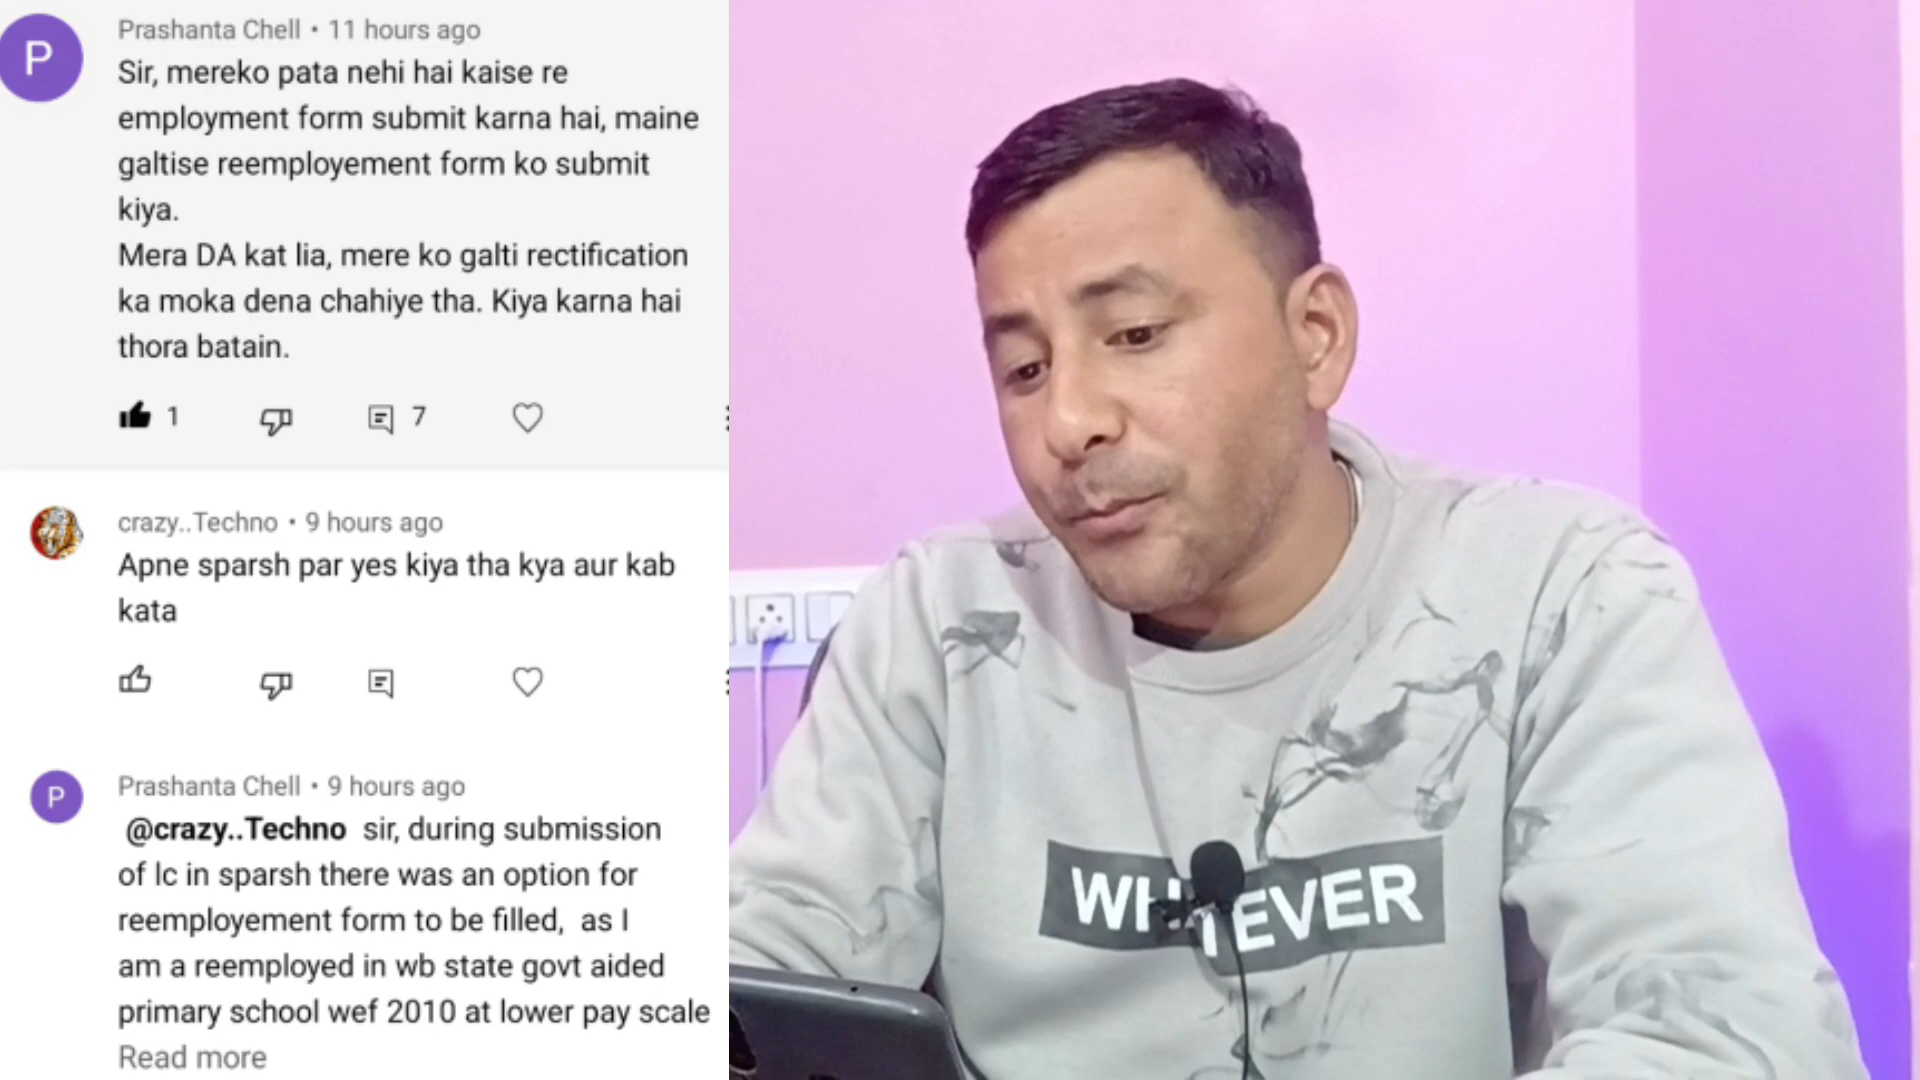 P
Prashanta Chell • 11 hours ago
Sir, mereko pata nehi hai kaise re
employment form submit karna hai, maine
galtise reemployement form ko submit
kiya.
Mera DA kat lia, mere ko galti rectification
ka moka dena chahiye tha. Kiya karna hai
thora batain.
1 7
crazy..Techno • 9 hours ago
Apne sparsh par yes kiya tha kya aur kab
kata
P
Prashanta Chell • 9 hours ago
@crazy..Techno sir, during submission
of lc in sparsh there was an option for
reemployement form to be filled, as I
am a reemployed in wb state govt aided
primary school wef 2010 at lower pay scale
Read more
WHATEVER